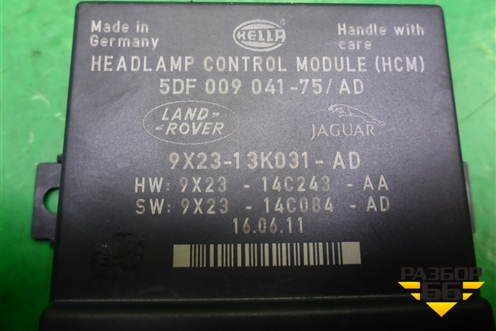 Made in Germany
HELLA
Handle with care
HEADLAMP CONTROL MODULE (HCM)
5DF 009 041-75/AD
LAND-ROVER
JAGUAR
9X23-13K031-AD
HW: 9X23 - 14C243 - AA
SW: 9X23 - 14C084 - AD
16.06.11
РАЗБОР
66